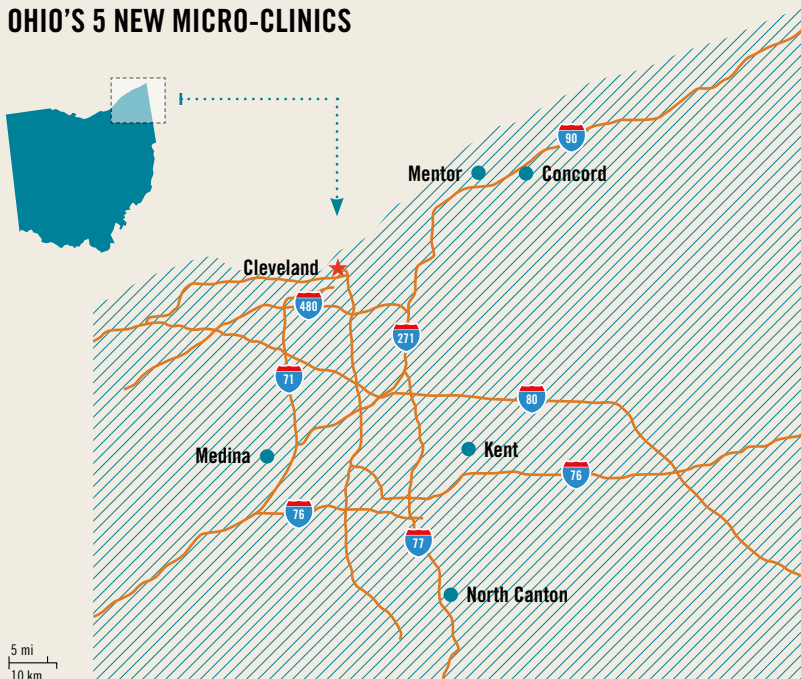 OHIO'S 5 NEW MICRO-CLINICS
90
Mentor
Concord
Cleveland
480
271
71
80
Medina
Kent
76
76
77
North Canton
5 mi
10 km